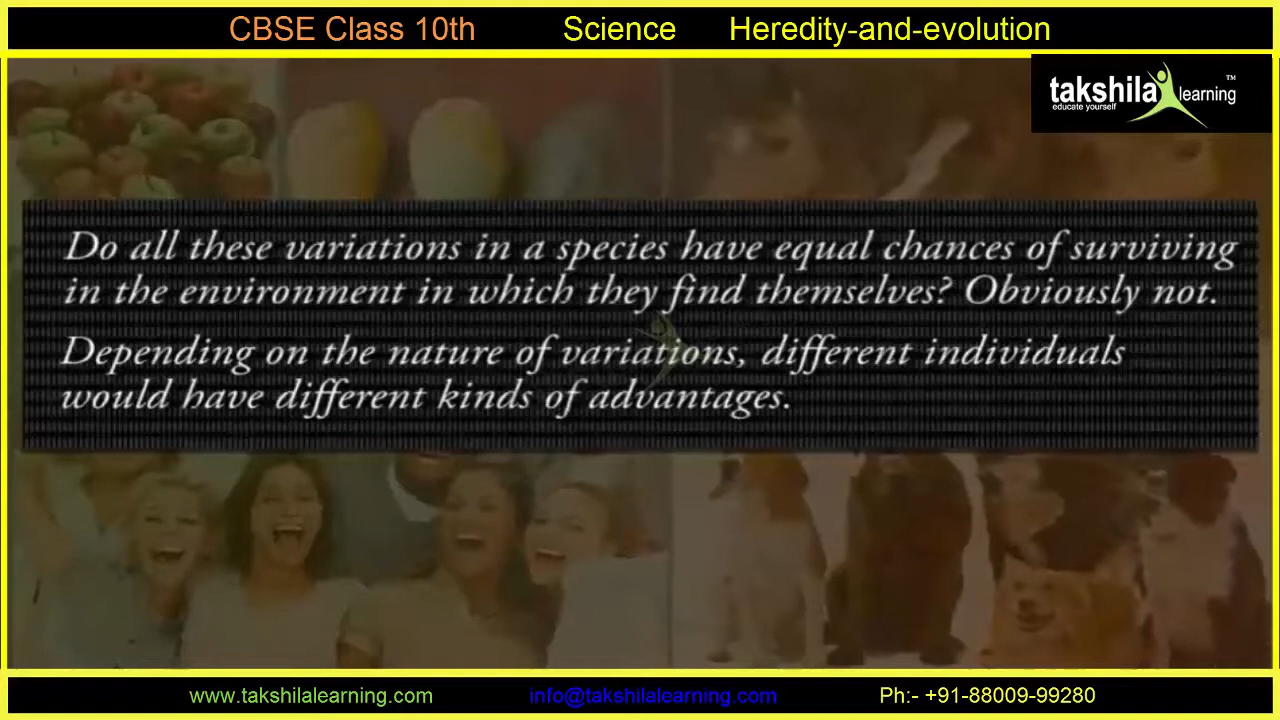 CBSE Class 10th Science Heredity-and-evolution
takshila learning ™
educate yourself
Do all these variations in a species have equal chances of surviving
in the environment in which they find themselves? Obviously not.
Depending on the nature of variations, different individuals
would have different kinds of advantages.
www.takshilalearning.com info@takshilalearning.com Ph:- +91-88009-99280